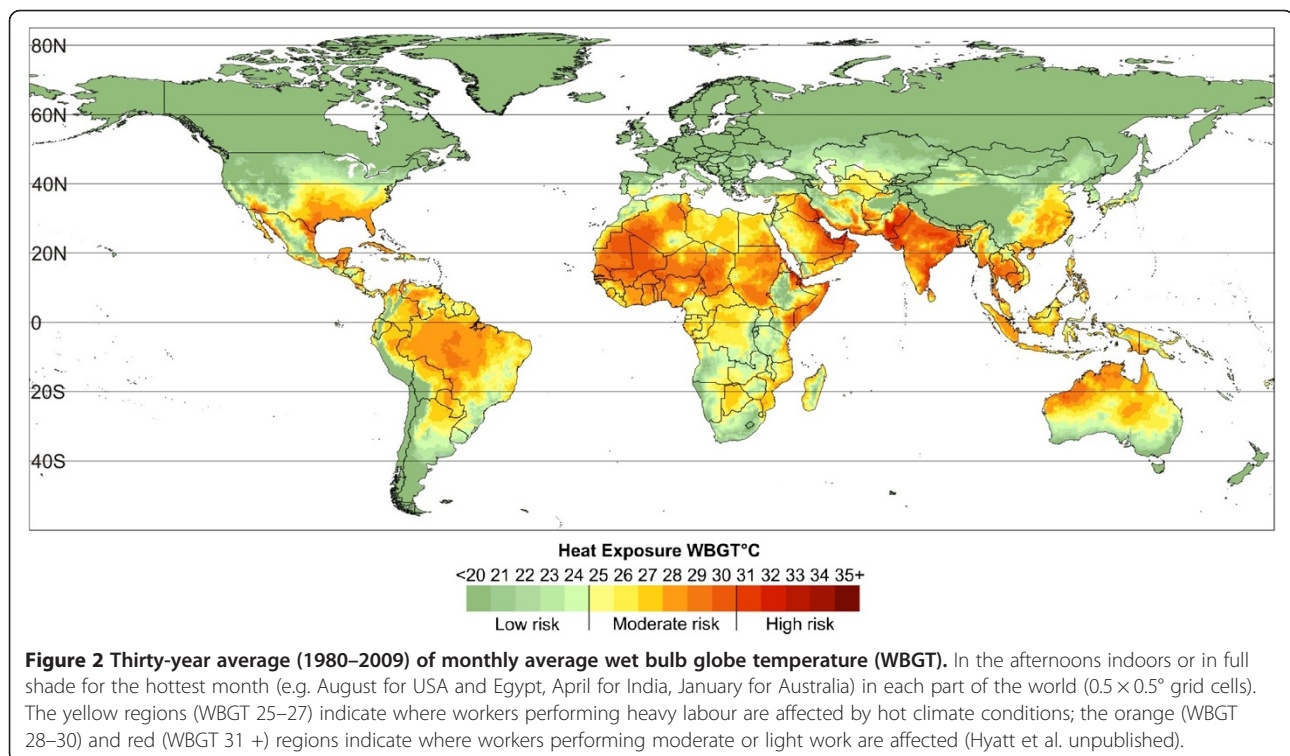 80N
60N
40N
20N
0
20S
40S
Heat Exposure WBGT°C
<20 21 22 23 24 25 26 27 28 29 30 31 32 33 34 35+
Low risk Moderate risk High risk
Figure 2 Thirty-year average (1980–2009) of monthly average wet bulb globe temperature (WBGT). In the afternoons indoors or in full
shade for the hottest month (e.g. August for USA and Egypt, April for India, January for Australia) in each part of the world (0.5 × 0.5° grid cells).
The yellow regions (WBGT 25–27) indicate where workers performing heavy labour are affected by hot climate conditions; the orange (WBGT
28–30) and red (WBGT 31 +) regions indicate where workers performing moderate or light work are affected (Hyatt et al. unpublished).